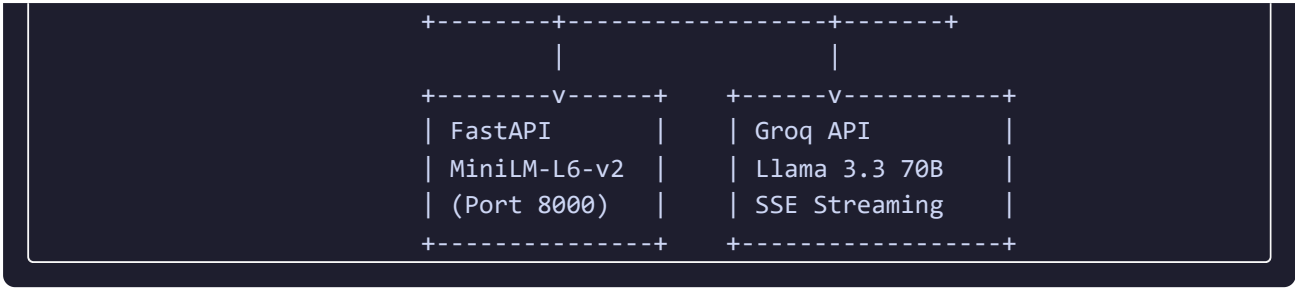 +--------+------------------+-------+
| |
+--------v------+ +------v-----------+
| FastAPI | | Groq API |
| MiniLM-L6-v2 | | Llama 3.3 70B |
| (Port 8000) | | SSE Streaming |
+---------------+ +------------------+